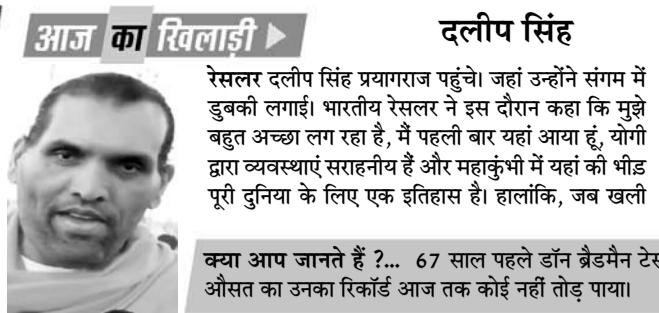 आज का खिलाड़ी
दलीप सिंह
रेसलर दलीप सिंह प्रयागराज पहुंचे। जहां उन्होंने संगम में
डुबकी लगाई। भारतीय रेसलर ने इस दौरान कहा कि मुझे
बहुत अच्छा लग रहा है, मैं पहली बार यहां आया हूं, योगी
द्वारा व्यवस्थाएं सराहनीय हैं और महाकुंभी में यहां की भीड़
पूरी दुनिया के लिए एक इतिहास है। हालांकि, जब खली
क्या आप जानते हैं ?... 67 साल पहले डॉन ब्रैडमैन
औसत का उनका रिकॉर्ड आज तक कोई नहीं तोड़ पाया।